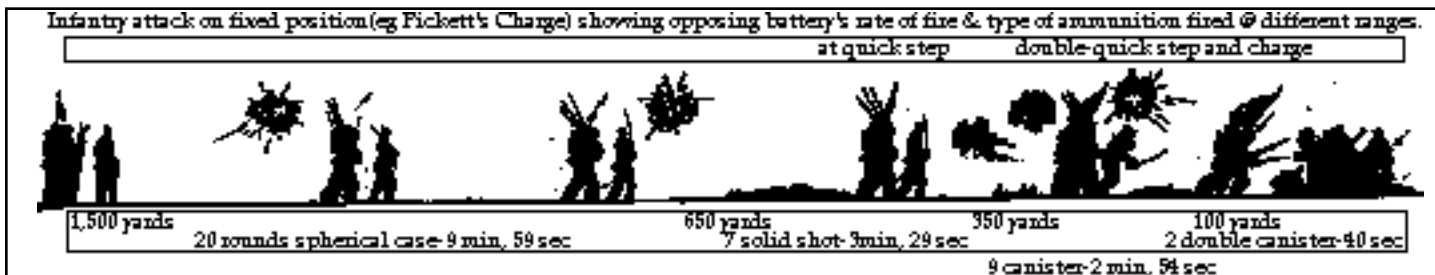 Infantry attack on fixed position(eg Pickett's Charge) showing opposing battery's rate of fire & type of ammunition fired @ different ranges.
at quick step double-quick step and charge
1,500 yards 650 yards 350 yards 100 yards
20 rounds spherical case-9 min, 59 sec 7 solid shot-3min, 29 sec 2 double canister-40 sec
9 canister-2 min, 54 sec